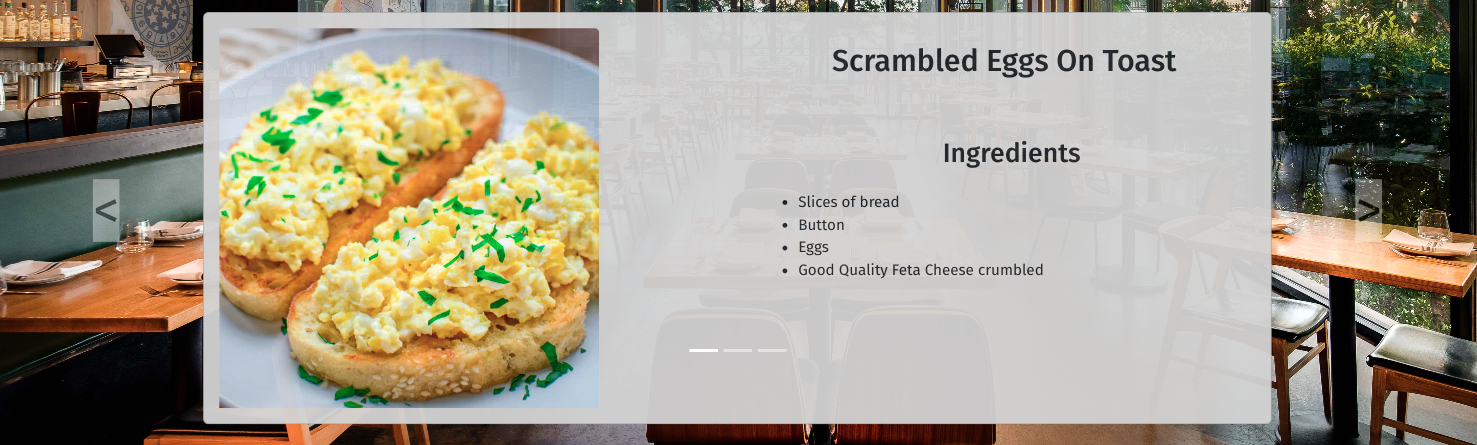 Scrambled Eggs On Toast
Ingredients
Slices of bread
Button
Eggs
Good Quality Feta Cheese crumbled
<
>